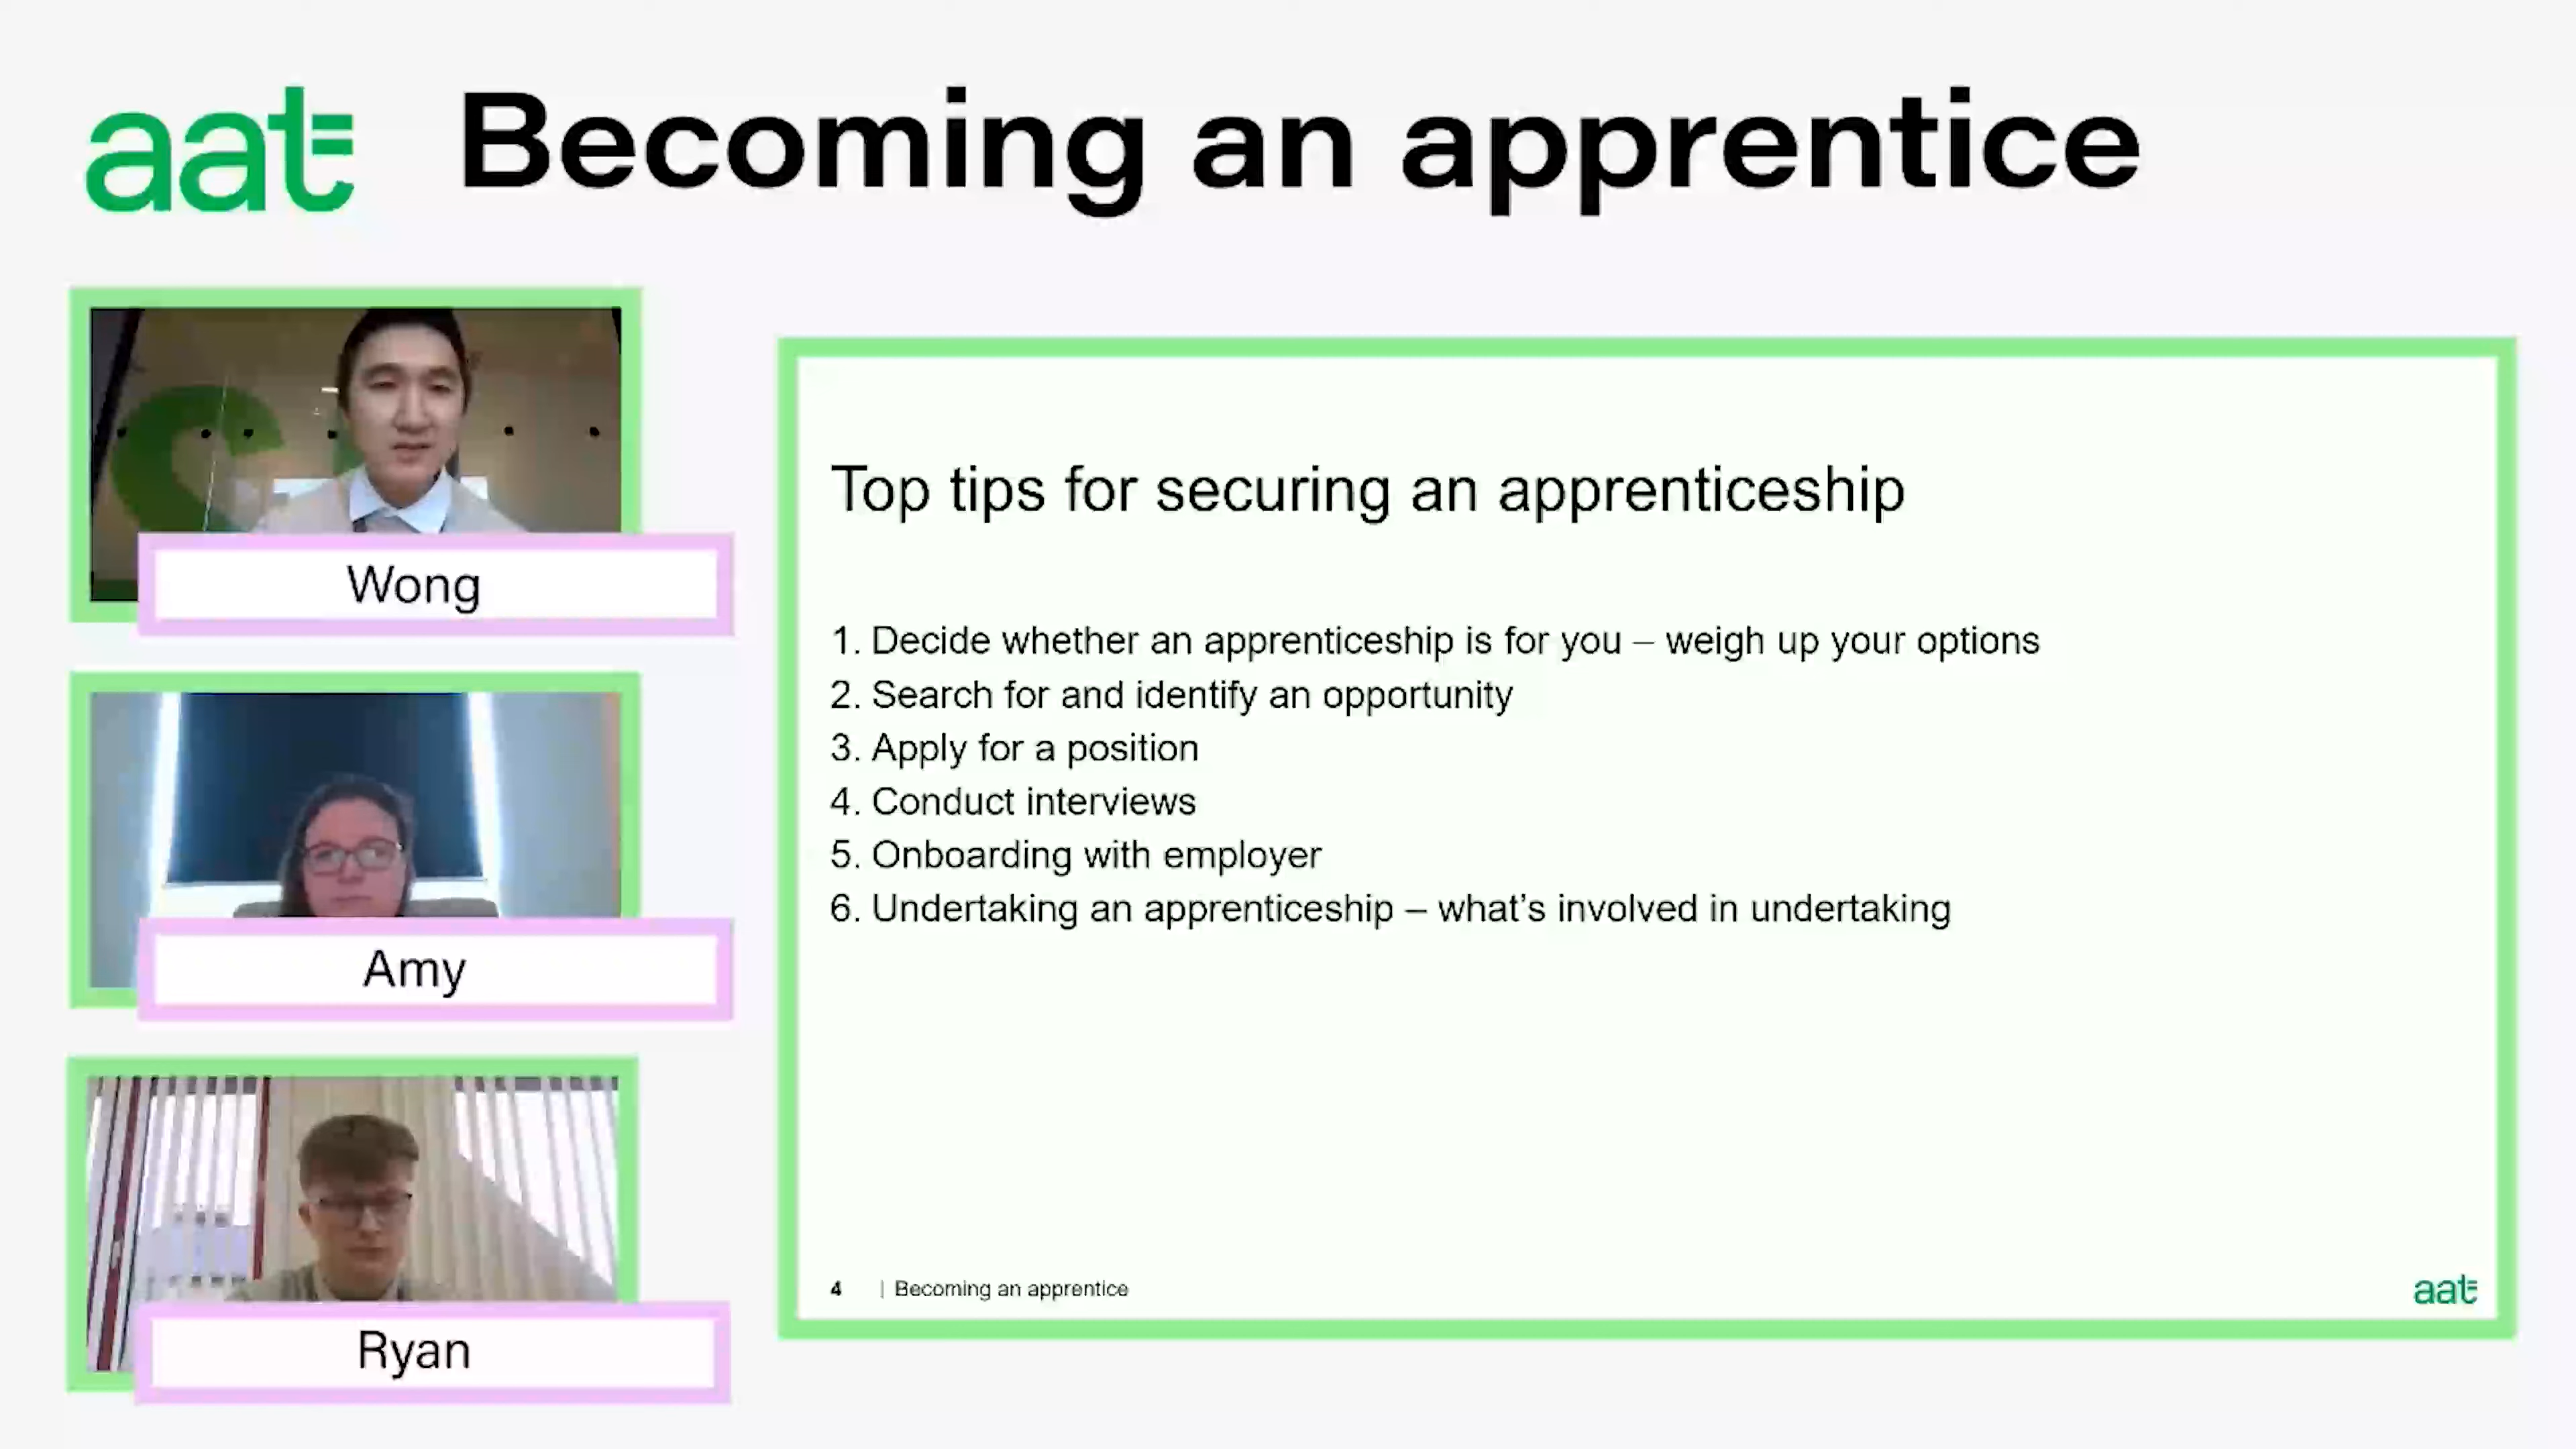 aat
Becoming an apprentice
Wong
Amy
Ryan
Top tips for securing an apprenticeship
1. Decide whether an apprenticeship is for you – weigh up your options
2. Search for and identify an opportunity
3. Apply for a position
4. Conduct interviews
5. Onboarding with employer
6. Undertaking an apprenticeship – what's involved in undertaking
4 | Becoming an apprentice
aat